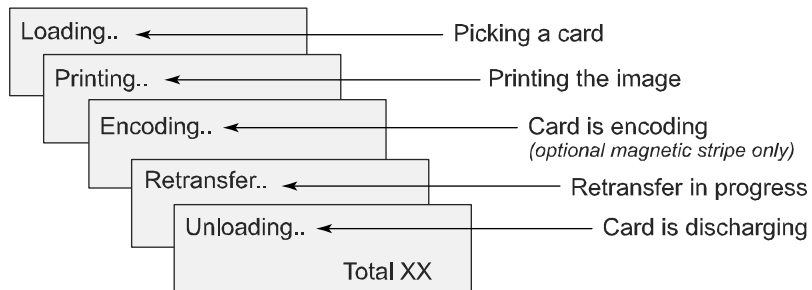 Loading.. Picking a card
Printing.. Printing the image
Encoding.. Card is encoding
(optional magnetic stripe only)
Retransfer.. Retransfer in progress
Unloading.. Card is discharging
Total XX